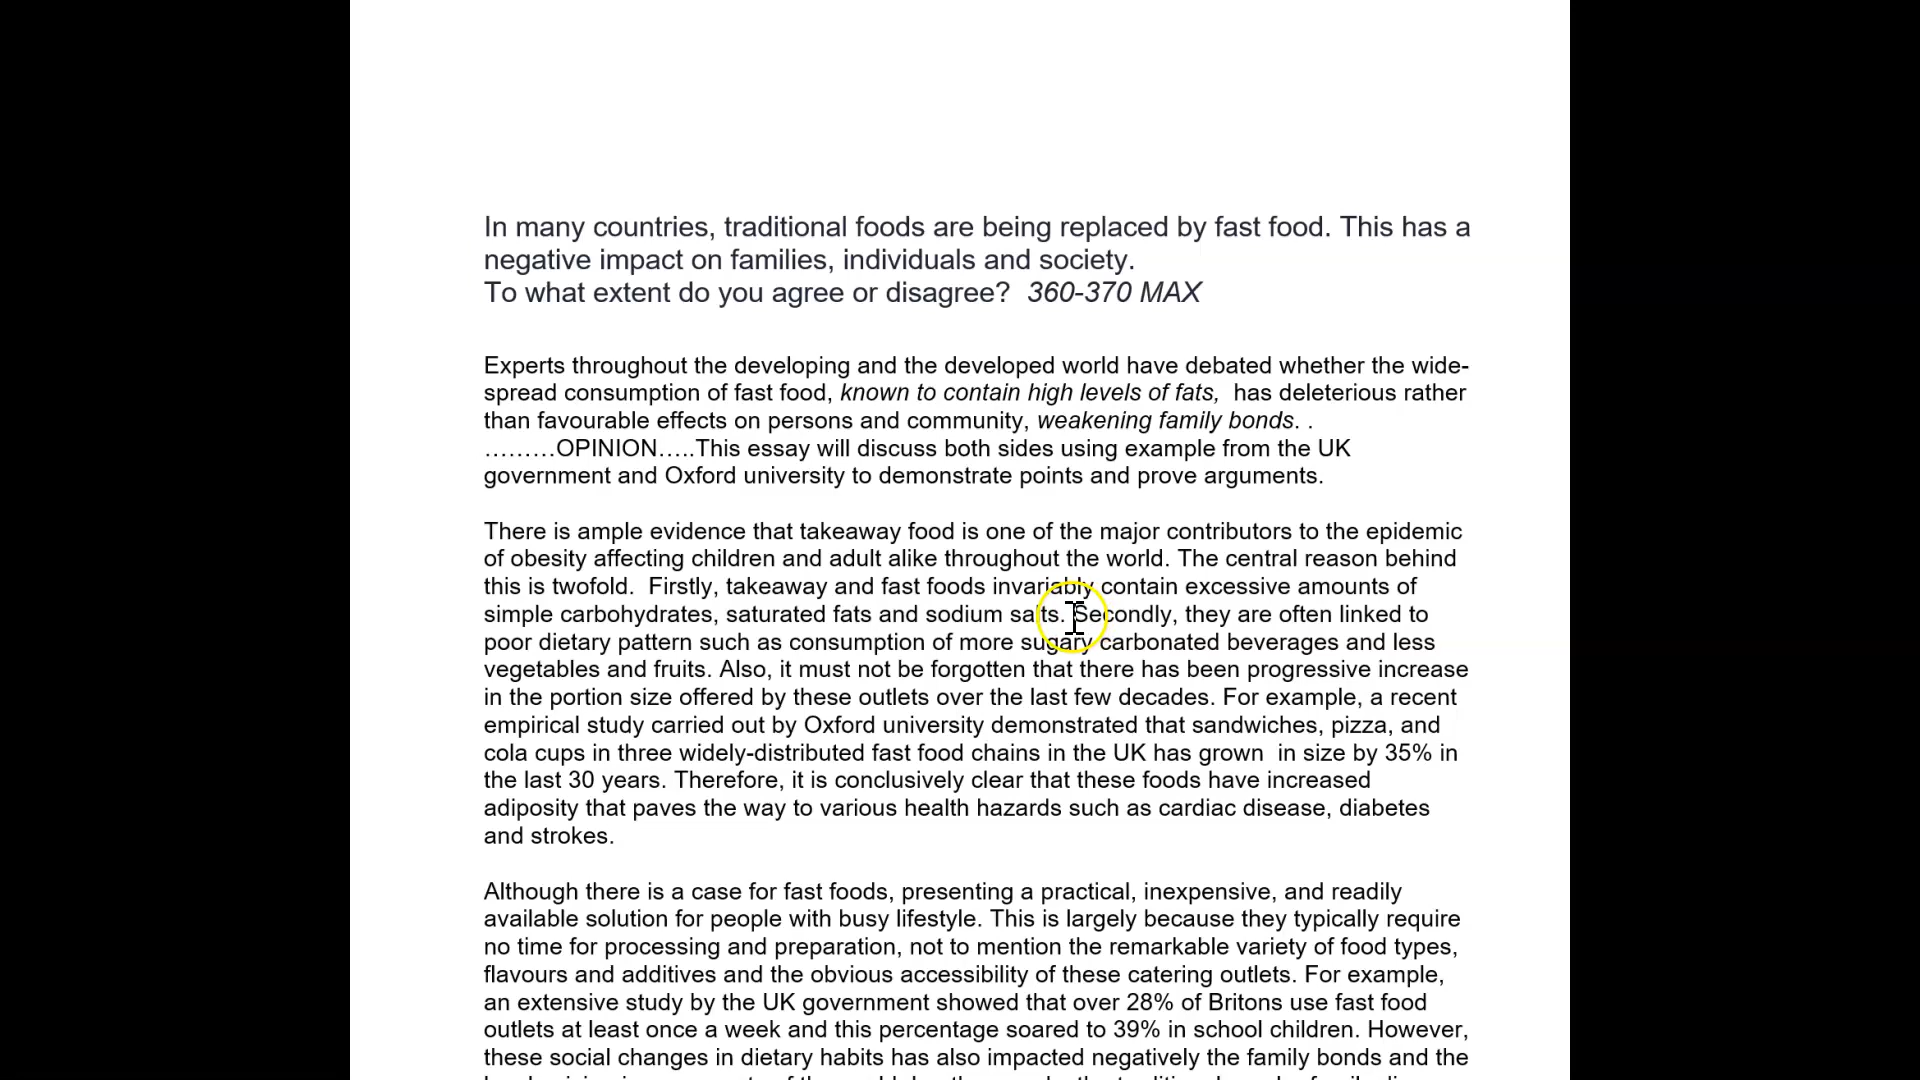 In many countries, traditional foods are being replaced by fast food. This has a
negative impact on families, individuals and society.
To what extent do you agree or disagree?  360-370 MAX
Experts throughout the developing and the developed world have debated whether the wide-
spread consumption of fast food, known to contain high levels of fats,  has deleterious rather
than favourable effects on persons and community, weakening family bonds. .
………OPINION…..This essay will discuss both sides using example from the UK
government and Oxford university to demonstrate points and prove arguments.
There is ample evidence that takeaway food is one of the major contributors to the epidemic
of obesity affecting children and adult alike throughout the world. The central reason behind
this is twofold.  Firstly, takeaway and fast foods invariably contain excessive amounts of
simple carbohydrates, saturated fats and sodium salts. Secondly, they are often linked to
poor dietary pattern such as consumption of more sugary carbonated beverages and less
vegetables and fruits. Also, it must not be forgotten that there has been progressive increase
in the portion size offered by these outlets over the last few decades. For example, a recent
empirical study carried out by Oxford university demonstrated that sandwiches, pizza, and
cola cups in three widely-distributed fast food chains in the UK has grown  in size by 35% in
the last 30 years. Therefore, it is conclusively clear that these foods have increased
adiposity that paves the way to various health hazards such as cardiac disease, diabetes
and strokes.
Although there is a case for fast foods, presenting a practical, inexpensive, and readily
available solution for people with busy lifestyle. This is largely because they typically require
no time for processing and preparation, not to mention the remarkable variety of food types,
flavours and additives and the obvious accessibility of these catering outlets. For example,
an extensive study by the UK government showed that over 28% of Britons use fast food
outlets at least once a week and this percentage soared to 39% in school children. However,
these social changes in dietary habits has also impacted negatively the family bonds and the